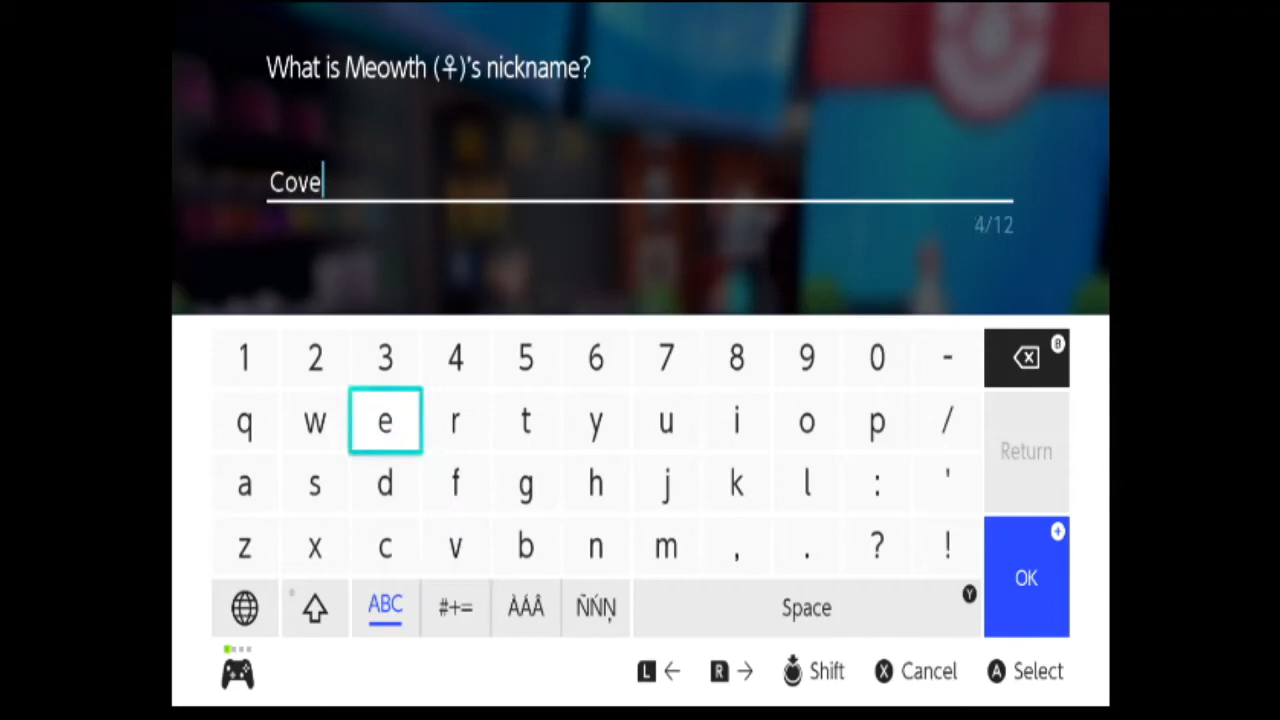 What is Meowth (♀)'s nickname?
Cove
4/12
1 2 3 4 5 6 7 8 9 0 -
B
q w e r t y u i o p /
Return
a s d f g h j k l : '
z x c v b n m , . ? !
+
OK
ABC #+= ÀÁÂ ÑŃŅ Space
Y
L ← R → Shift X Cancel A Select